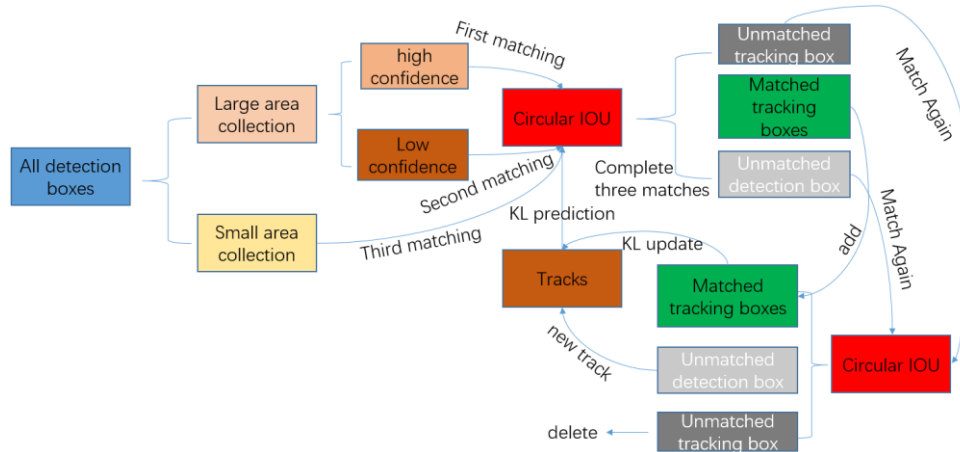 All detection
boxes
Large area
collection
Small area
collection
high
confidence
Low
confidence
First matching
Second matching
Third matching
Circular IOU
KL prediction
Complete
three matches
Unmatched
tracking box
Matched
tracking
boxes
Unmatched
detection box
Match Again
Match Again
add
KL update
Tracks
new track
Matched
tracking boxes
Unmatched
detection box
Unmatched
tracking box
delete
Circular IOU